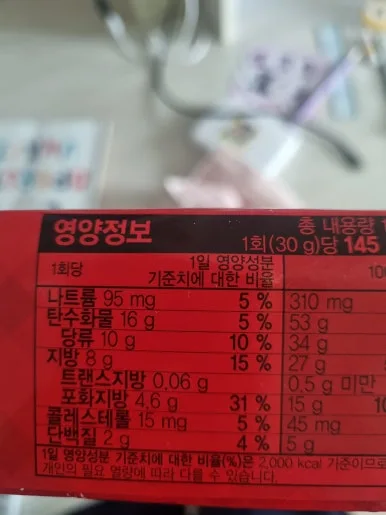 영양정보
총 내용량
1회(30 g)당 145
1회당 1일 영양성분 기준치에 대한 비율 10
나트륨 95 mg 5 % 310 mg
탄수화물 16 g 5 % 53 g
당류 10 g 10 % 34 g
지방 8 g 15 % 27 g
트랜스지방 0.06 g 0.5 g 미만
포화지방 4.6 g 31 % 15 g 10
콜레스테롤 15 mg 5 % 45 mg
단백질 2 g 4 % 5 g
1일 영양성분 기준치에 대한 비율(%)은 2,000 kcal 기준이므로
개인의 필요 열량에 따라 다를 수 있습니다.